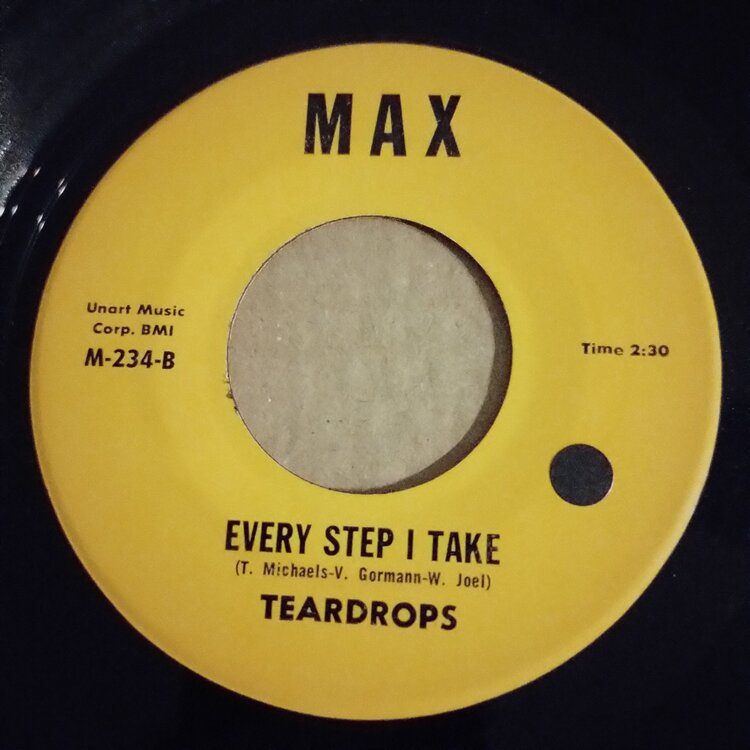 MAX
Unart Music
Corp. BMI
M-234-B
Time 2:30
EVERY STEP I TAKE
(T. Michaels-V. Gormann-W. Joel)
TEARDROPS